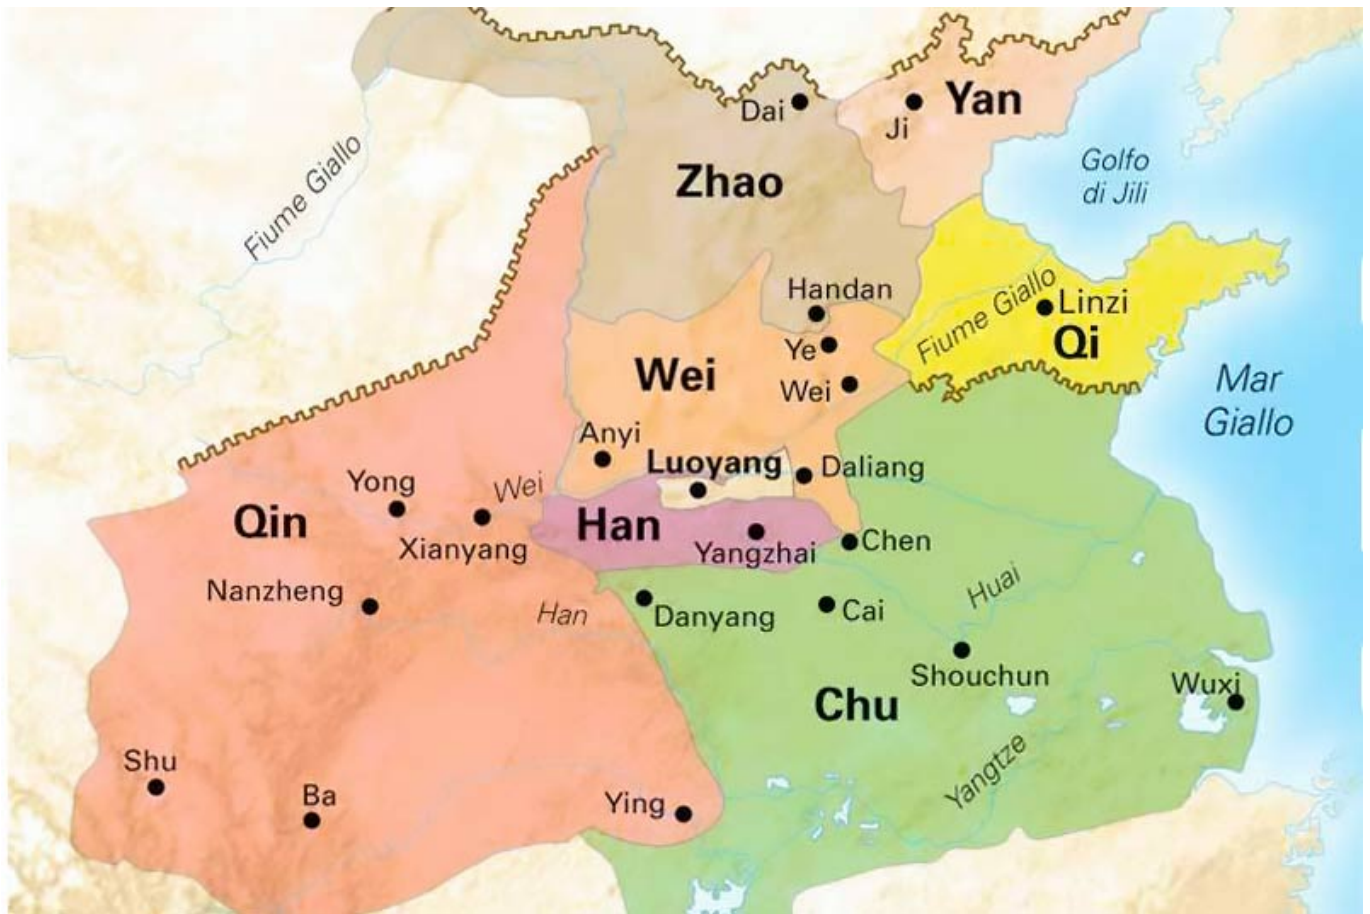 Yan
Dai
Ji
Fiume Giallo
Golfo
di Jili
Zhao
Handan
Fiume Giallo
Linzi
Qi
Ye
Wei
Wei
Mar
Giallo
Anyi
Luoyang
Daliang
Yong
Wei
Qin
Han
Xianyang
Yangzhai
Chen
Nanzheng
Han
Danyang
Cai
Huai
Shouchun
Wuxi
Chu
Yangtze
Shu
Ba
Ying